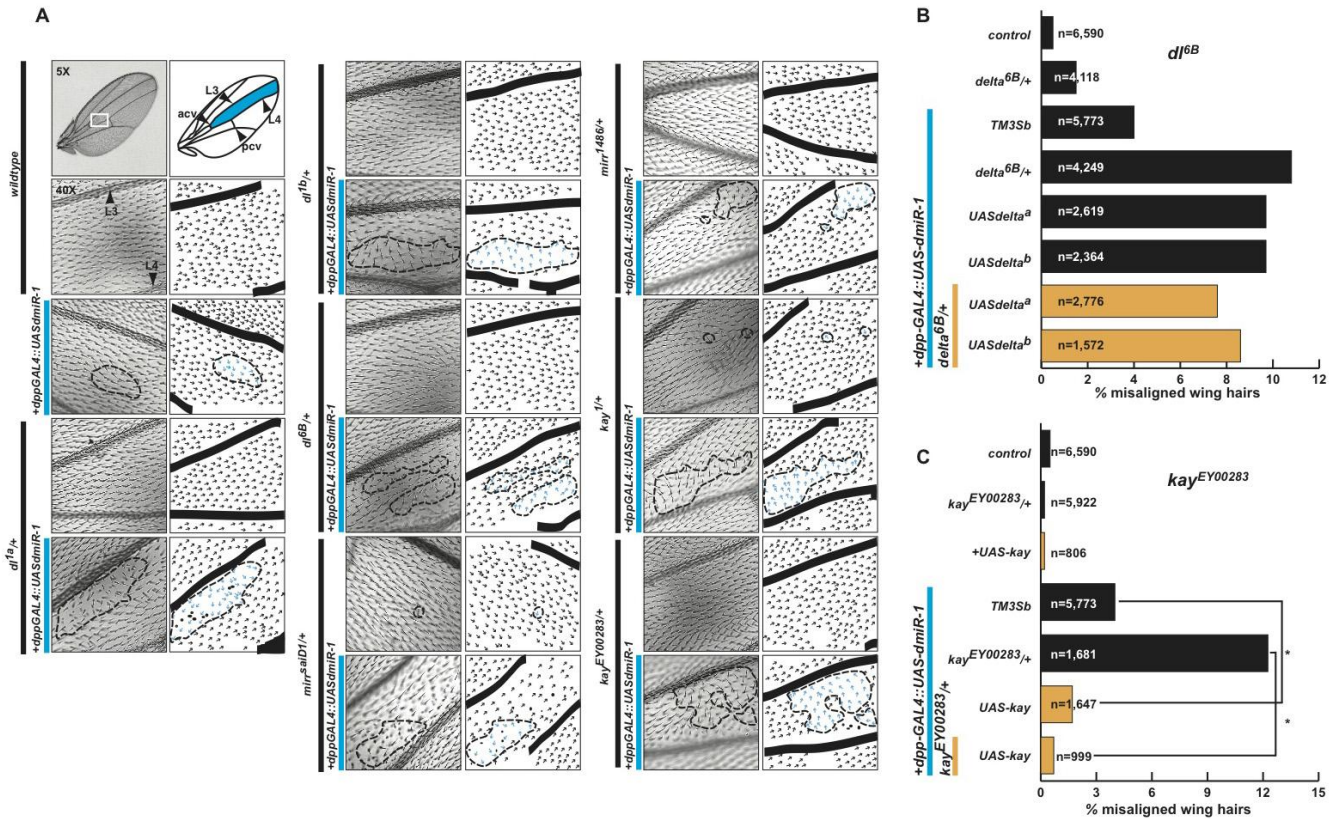 A
wildtype
5X
L3
acv
L4
pcv
40X
L3
L4
+dppGAL4::UASdmiR-1
dl1a/+
+dppGAL4::UASdmiR-1
dl1b/+
+dppGAL4::UASdmiR-1
dl6B/+
+dppGAL4::UASdmiR-1
mirrsaiD1/+
+dppGAL4::UASdmiR-1
mirr1486/+
+dppGAL4::UASdmiR-1
kay1/+
+dppGAL4::UASdmiR-1
kayEY00283/+
+dppGAL4::UASdmiR-1
B
dl6B
control n=6,590
delta6B/+ n=4,118
TM3Sb n=5,773
delta6B/+ n=4,249
UASdeltaa n=2,619
UASdeltab n=2,364
UASdeltaa n=2,776
UASdeltab n=1,572
+dpp-GAL4::UAS-dmiR-1
delta6B/+
0 2 4 6 8 10 12
% misaligned wing hairs
C
kayEY00283
control n=6,590
kayEY00283/+ n=5,922
+UAS-kay n=806
TM3Sb n=5,773
kayEY00283/+ n=1,681
UAS-kay n=1,647
UAS-kay n=999
*
*
+dpp-GAL4::UAS-dmiR-1
kayEY00283/+
0 3 6 9 12 15
% misaligned wing hairs